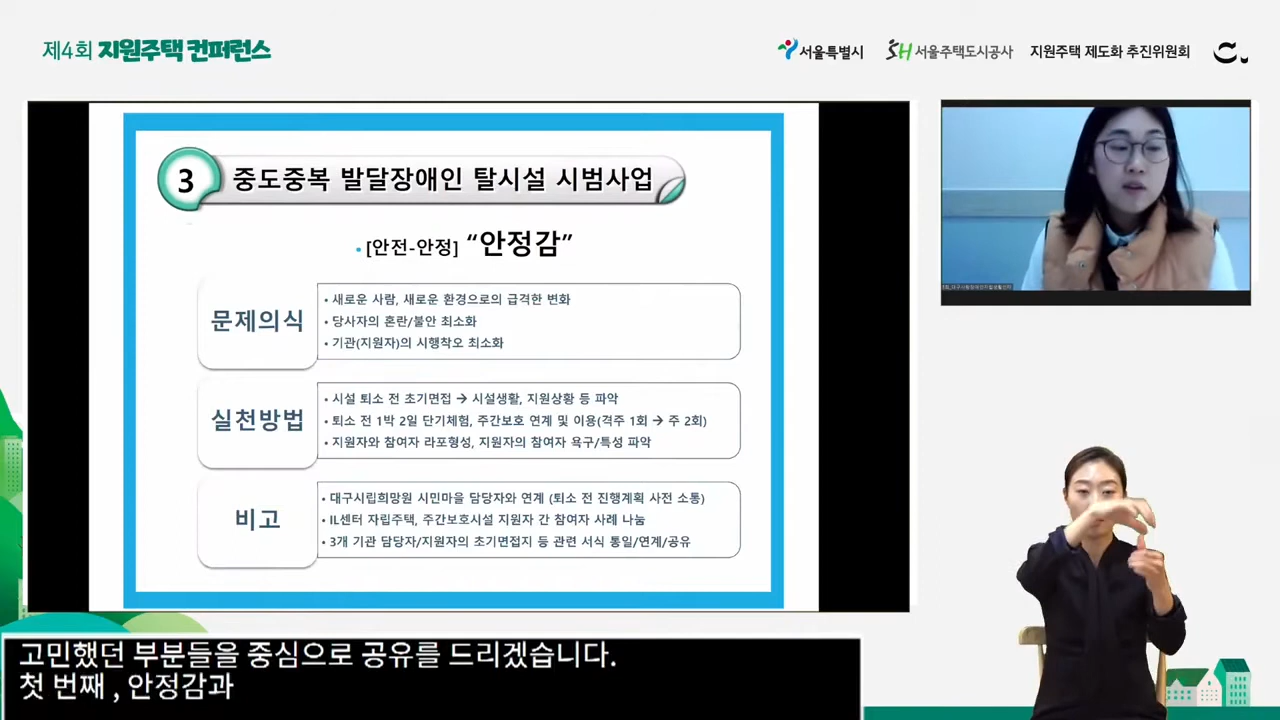 제4회 지원주택 컨퍼런스
서울특별시
SH 서울주택도시공사
지원주택 제도화 추진위원회
3 중도중복 발달장애인 탈시설 시범사업
• [안전-안정] “안정감”
문제의식
• 새로운 사람, 새로운 환경으로의 급격한 변화
• 당사자의 혼란/불안 최소화
• 기관(지원자)의 시행착오 최소화
실천방법
• 시설 퇴소 전 초기면접 → 시설생활, 지원상황 등 파악
• 퇴소 전 1박 2일 단기체험, 주간보호 연계 및 이용(격주 1회 → 주 2회)
• 지원자와 참여자 라포형성, 지원자의 참여자 욕구/특성 파악
비고
• 대구시립희망원 시민마을 담당자와 연계 (퇴소 전 진행계획 사전 소통)
• IL센터 자립주택, 주간보호시설 지원자 간 참여자 사례 나눔
• 3개 기관 담당자/지원자의 초기면접지 등 관련 서식 통일/연계/공유
고민했던 부분들을 중심으로 공유를 드리겠습니다.
첫 번째 , 안정감과